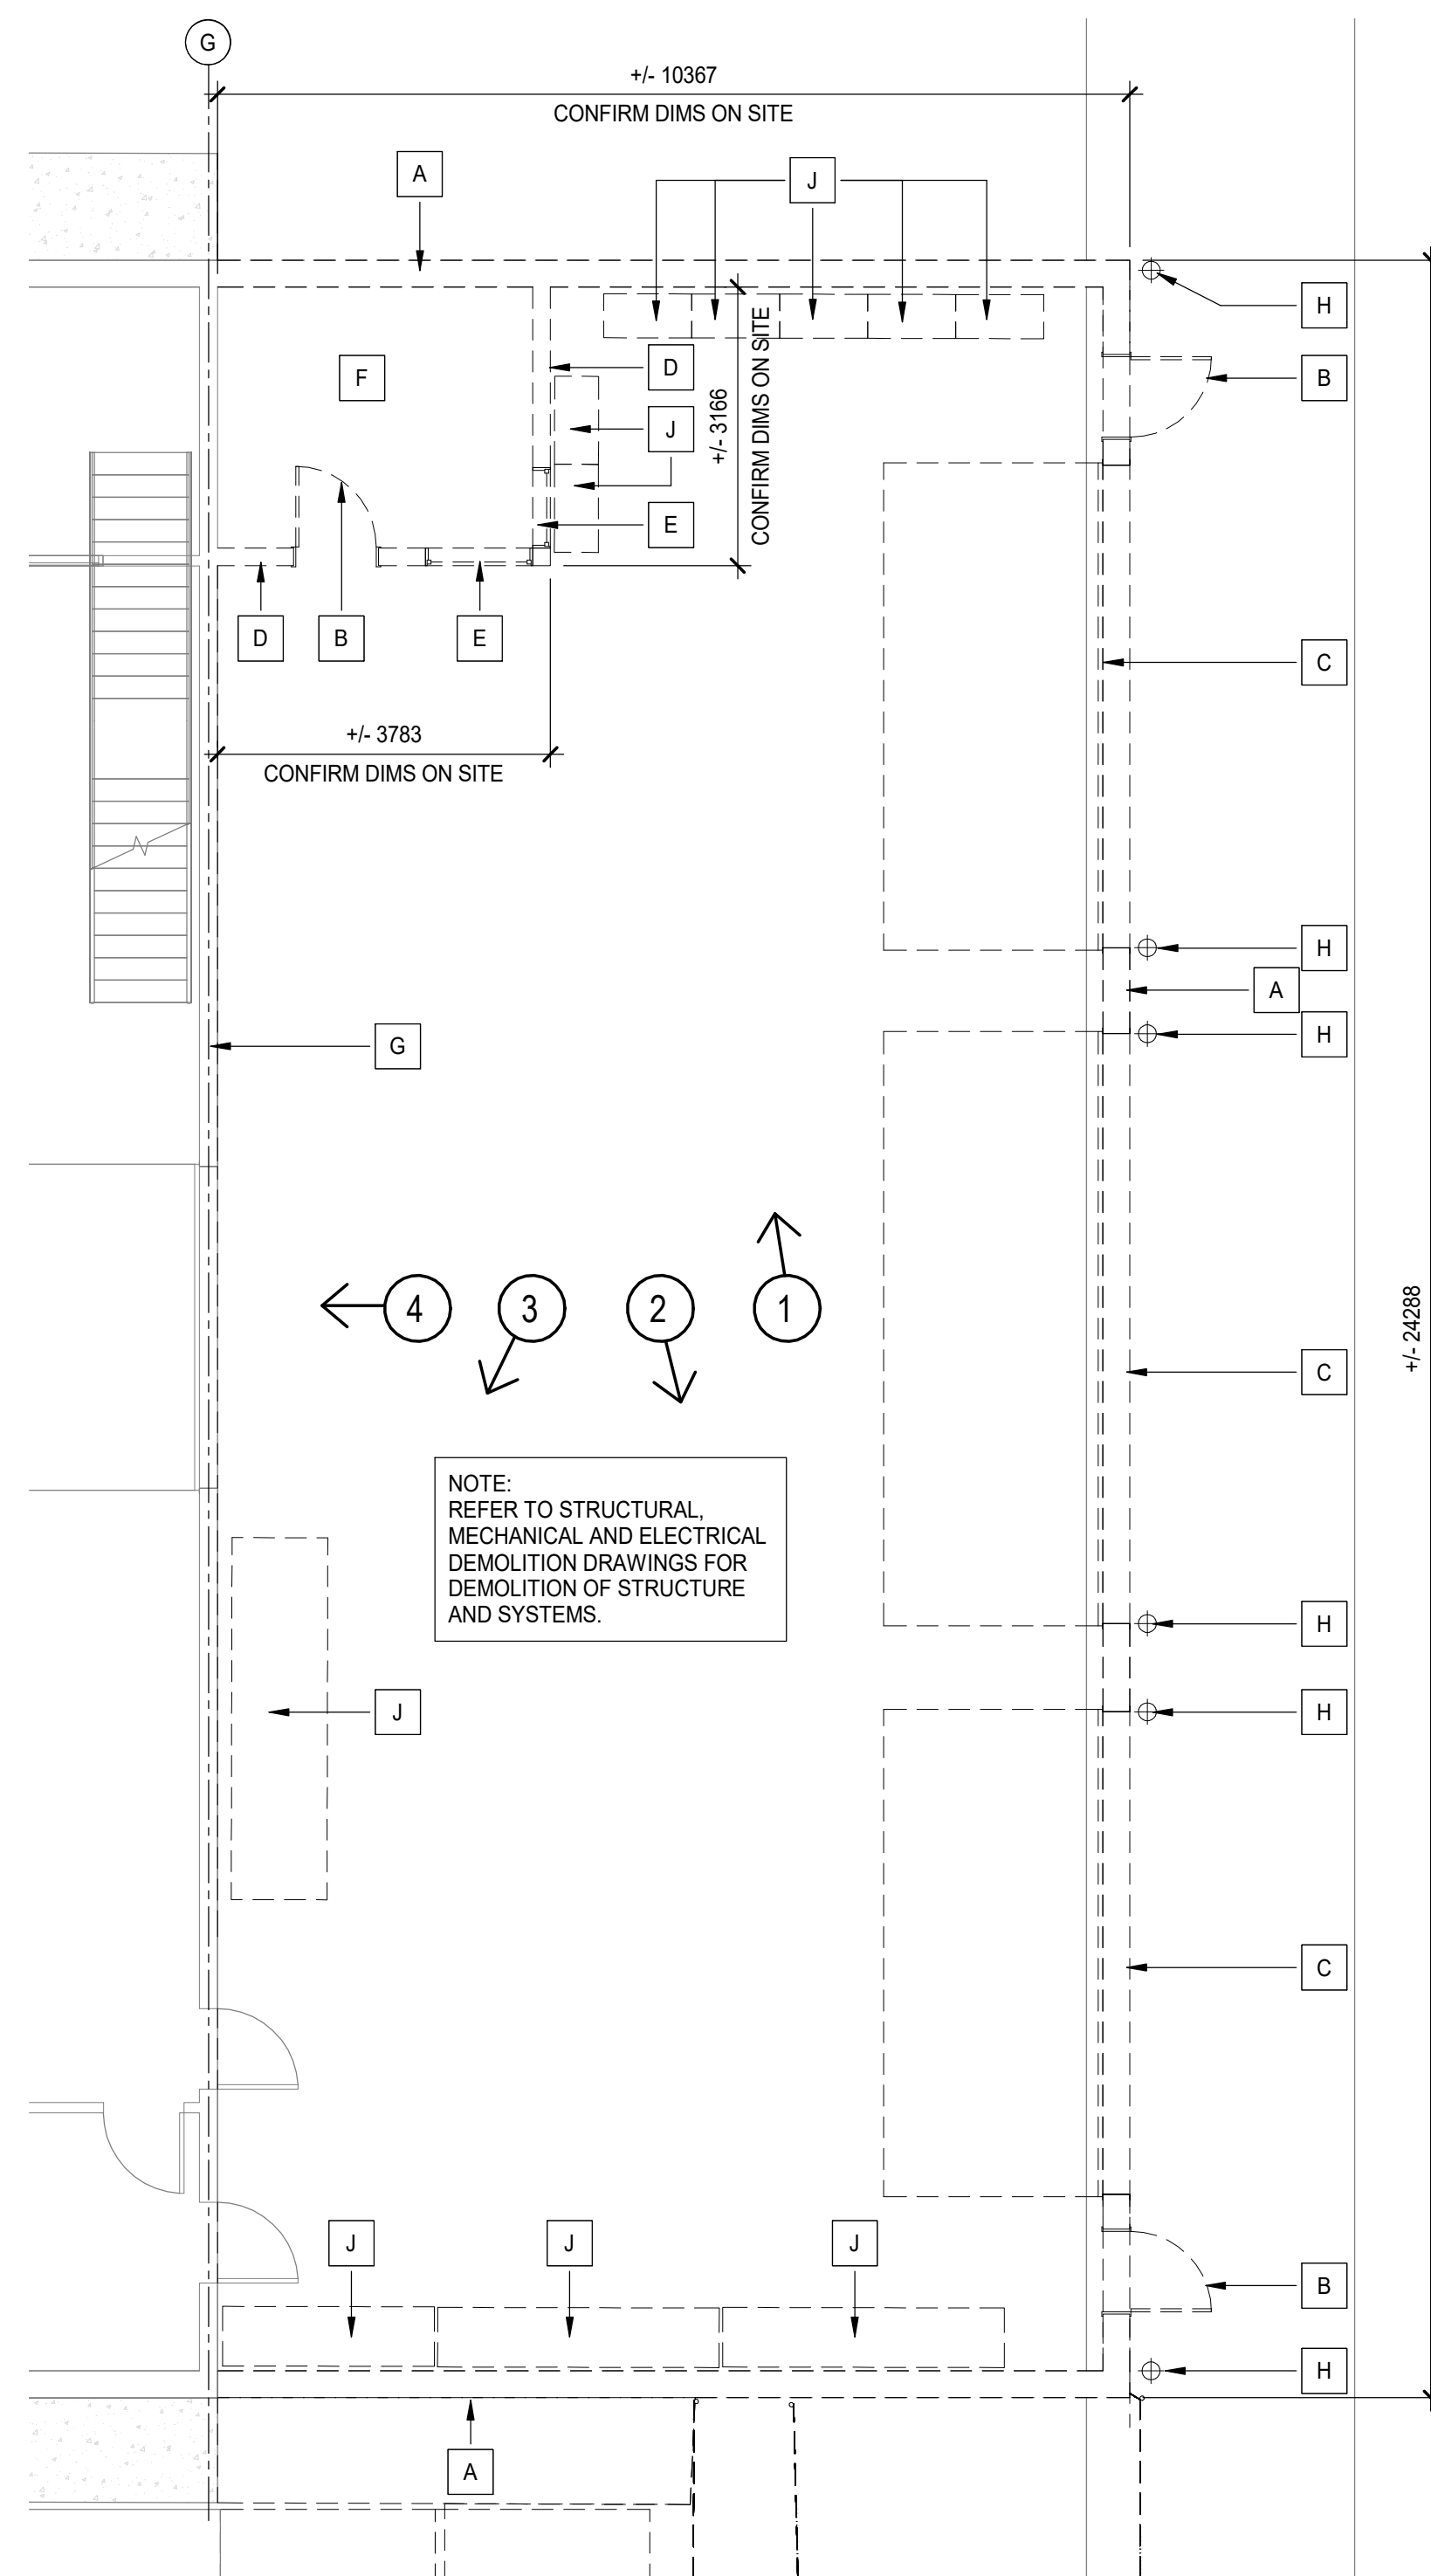 G
+/- 10367
CONFIRM DIMS ON SITE
A
J
H
F
D
B
J
+/- 3166
CONFIRM DIMS ON SITE
E
D
B
E
C
+/- 3783
CONFIRM DIMS ON SITE
H
A
G
H
4
3
2
1
+/- 24288
C
NOTE:
REFER TO STRUCTURAL,
MECHANICAL AND ELECTRICAL
DEMOLITION DRAWINGS FOR
DEMOLITION OF STRUCTURE
AND SYSTEMS.
H
J
H
C
J
J
J
B
H
A